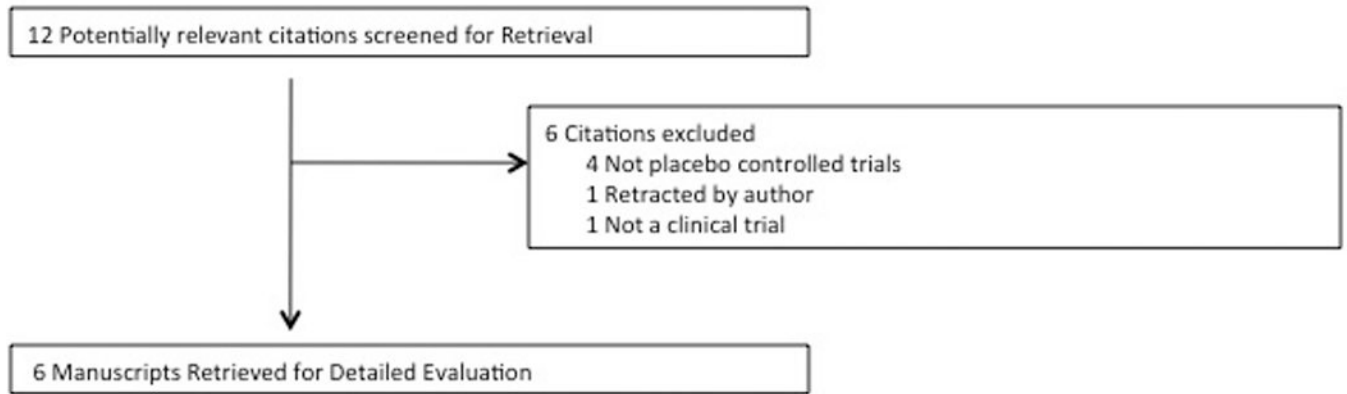 12 Potentially relevant citations screened for Retrieval
6 Citations excluded
4 Not placebo controlled trials
1 Retracted by author
1 Not a clinical trial
6 Manuscripts Retrieved for Detailed Evaluation